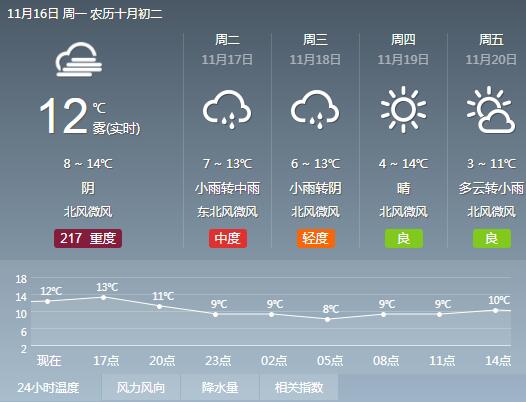 11月16日 周一 农历十月初二
12 ℃
雾(实时)
8 ~ 14℃
阴
北风微风
217 重度
周二
11月17日
7 ~ 13℃
小雨转中雨
东北风微风
中度
周三
11月18日
6 ~ 13℃
小雨转阴
北风微风
轻度
周四
11月19日
4 ~ 14℃
晴
北风微风
良
周五
11月20日
3 ~ 11℃
多云转小雨
北风微风
良
18
14
10
6
2
12℃ 13℃ 11℃ 9℃ 9℃ 8℃ 9℃ 9℃ 10℃
现在 17点 20点 23点 02点 05点 08点 11点 14点
24小时温度 风力风向 降水量 相关指数